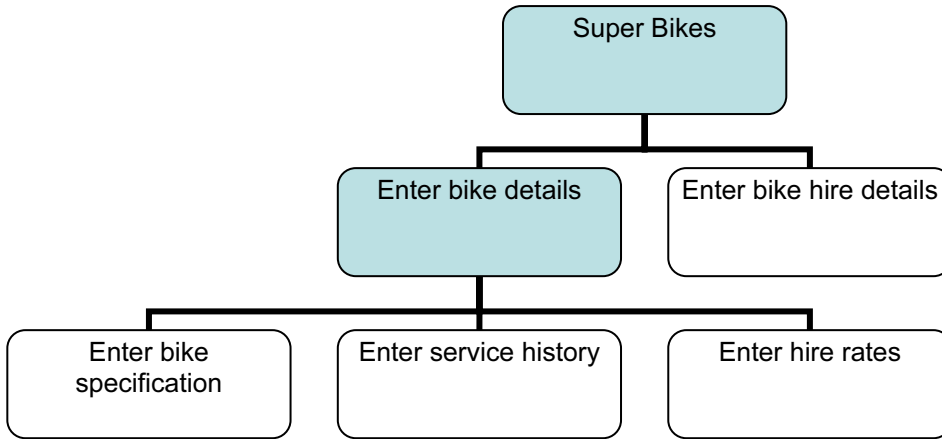 Super Bikes
Enter bike details
Enter bike hire details
Enter bike
specification
Enter service history
Enter hire rates